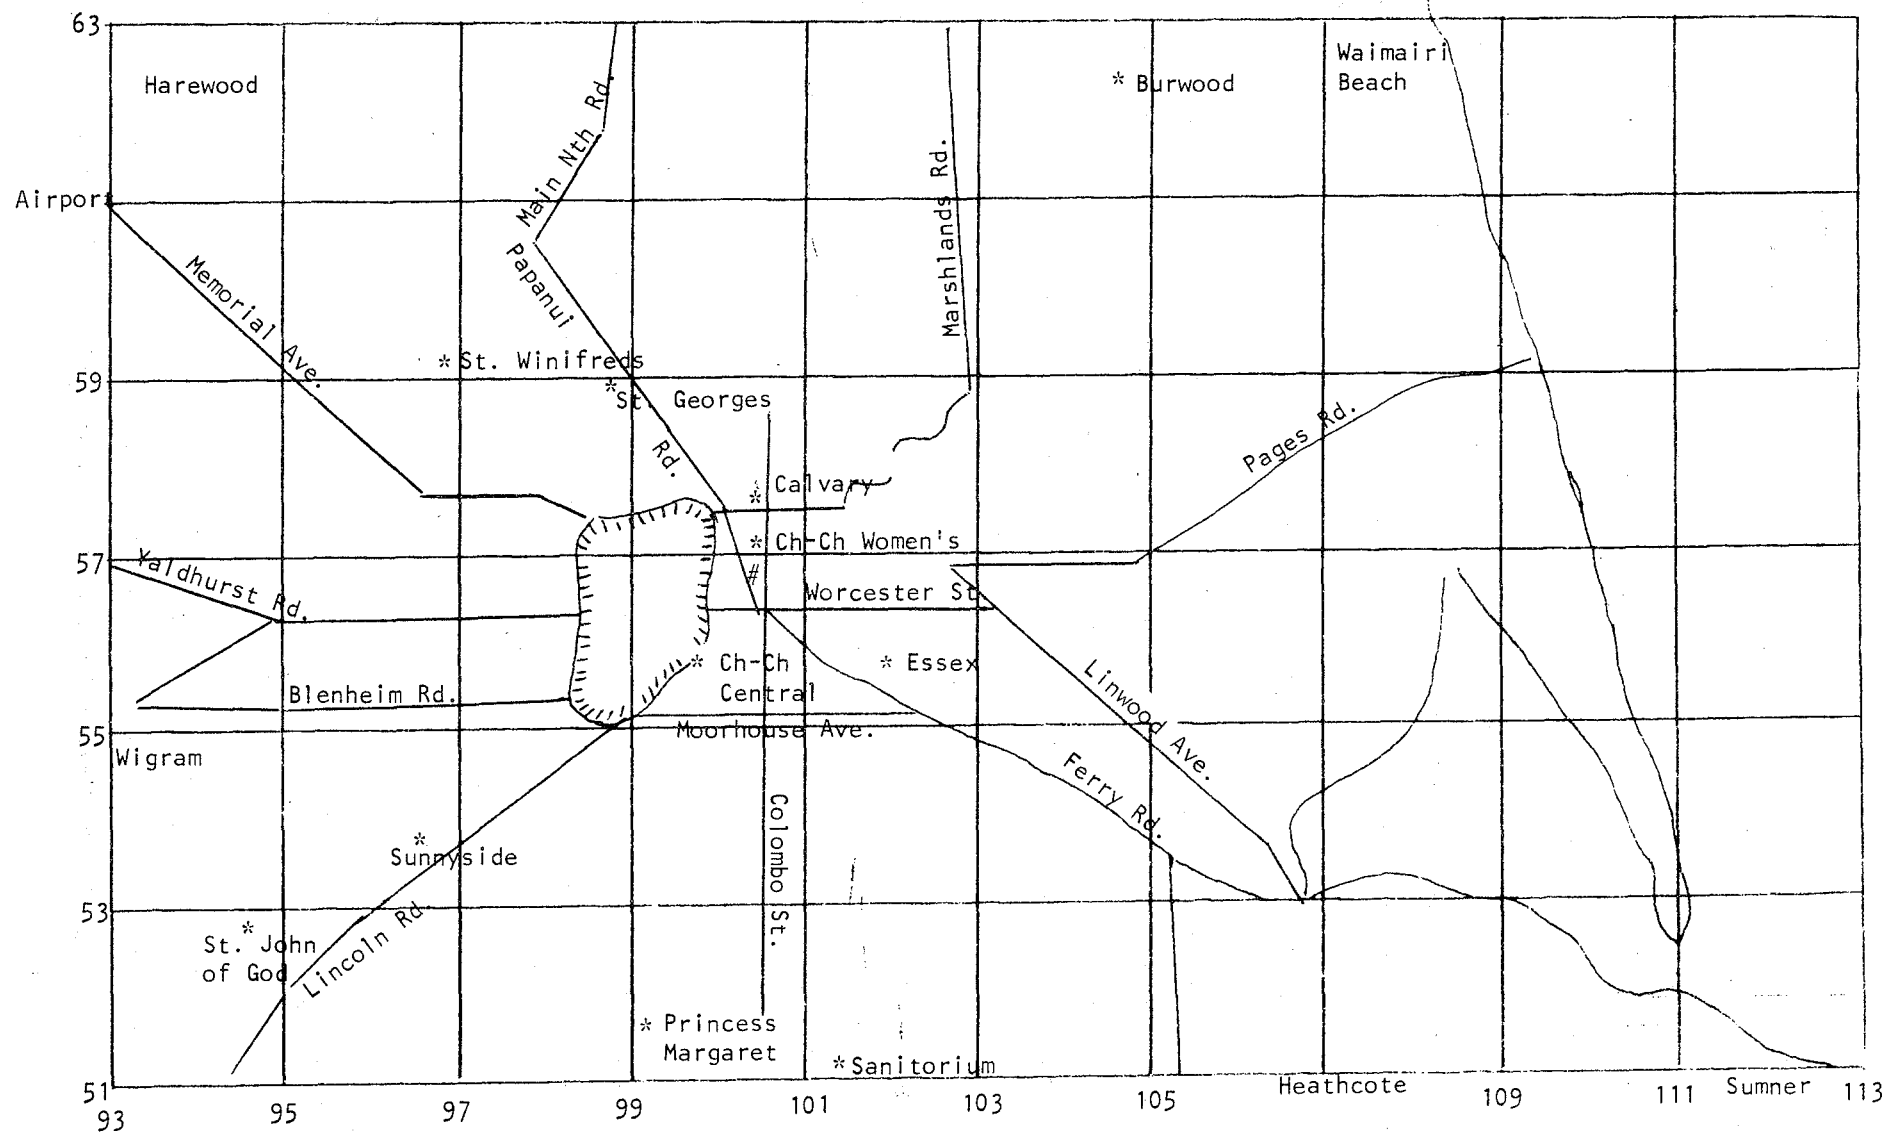 63
Harewood
Main Nth Rd.
* Burwood
Waimairi
Beach
Airport
Marshlands Rd.
Memorial Ave.
Papanui
Rd.
* St. Winifreds
59
*
St. Georges
Pages Rd.
* Calvary
* Ch-Ch Women's
57
Yaldhurst Rd.
#
Worcester St.
* Ch-Ch
Central
* Essex
Linwood Ave.
Blenheim Rd.
Moorhouse Ave.
55
Wigram
Ferry Rd.
Colombo St.
*
Sunnyside
53
*
St. John
of God
Lincoln Rd.
* Princess
Margaret
* Sanitorium
51
93
95
97
99
101
103
105
Heathcote
109
111
Sumner
113